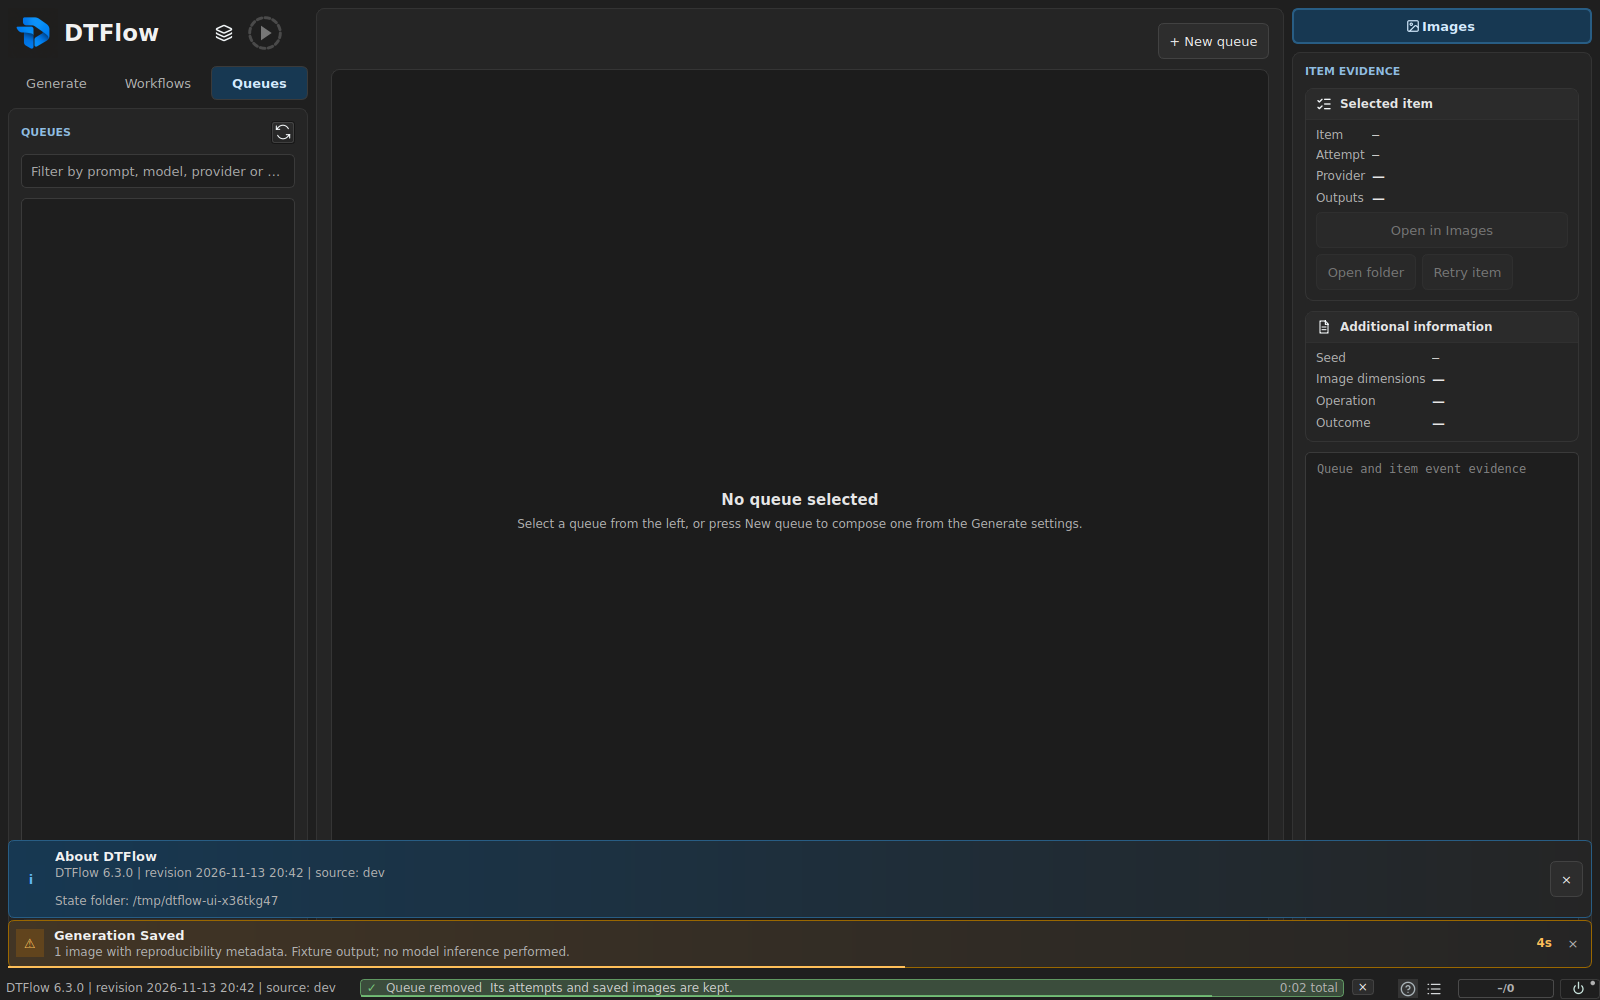 DTFlow
Generate
Workflows
Queues
QUEUES
Filter by prompt, model, provider or ...
+ New queue
No queue selected
Select a queue from the left, or press New queue to compose one from the Generate settings.
Images
ITEM EVIDENCE
Selected item
Item –
Attempt –
Provider —
Outputs —
Open in Images
Open folder
Retry item
Additional information
Seed –
Image dimensions —
Operation —
Outcome —
Queue and item event evidence
About DTFlow
DTFlow 6.3.0 | revision 2026-11-13 20:42 | source: dev
State folder: /tmp/dtflow-ui-x36tkg47
Generation Saved
1 image with reproducibility metadata. Fixture output; no model inference performed.
4s
DTFlow 6.3.0 | revision 2026-11-13 20:42 | source: dev
✓ Queue removed Its attempts and saved images are kept.
0:02 total
–/0